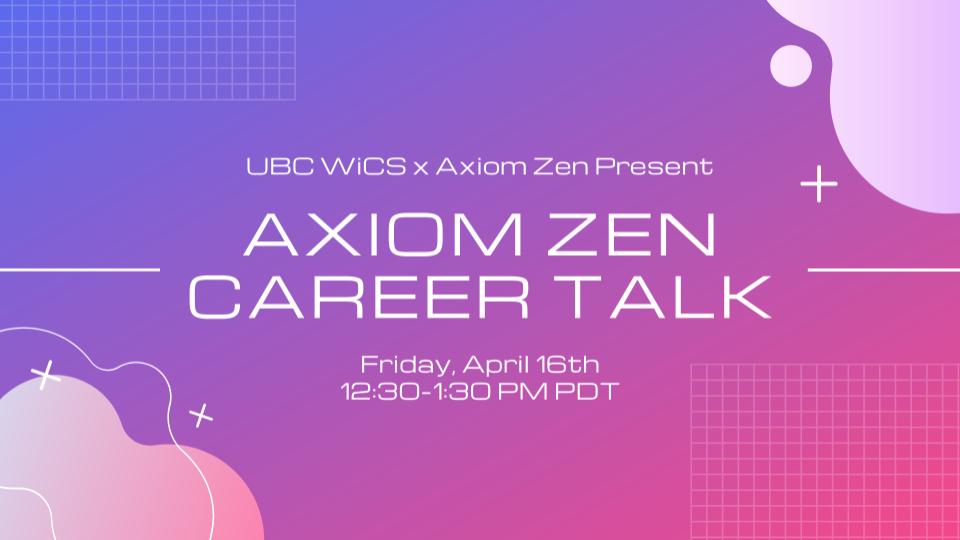 UBC WiCS x Axiom Zen Present
AXIOM ZEN
CAREER TALK
Friday, April 16th
12:30-1:30 PM PDT